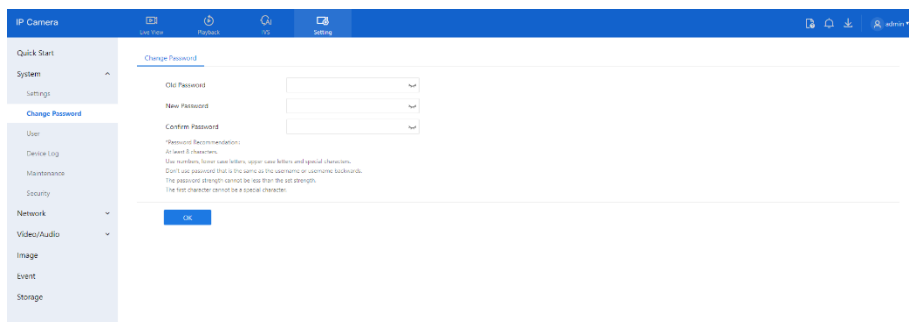 IP Camera
Live View
Playback
IVS
Setting
admin
Quick Start
System
Settings
Change Password
User
Device Log
Maintenance
Security
Network
Video/Audio
Image
Event
Storage
Change Password
Old Password
New Password
Confirm Password
*Password Recommendation:
At least 8 characters.
Use numbers, lower case letters, upper case letters and special characters.
Don't use password that is the same as the username or username backwards.
The password strength cannot be less than the set strength.
The first character cannot be a special character.
OK